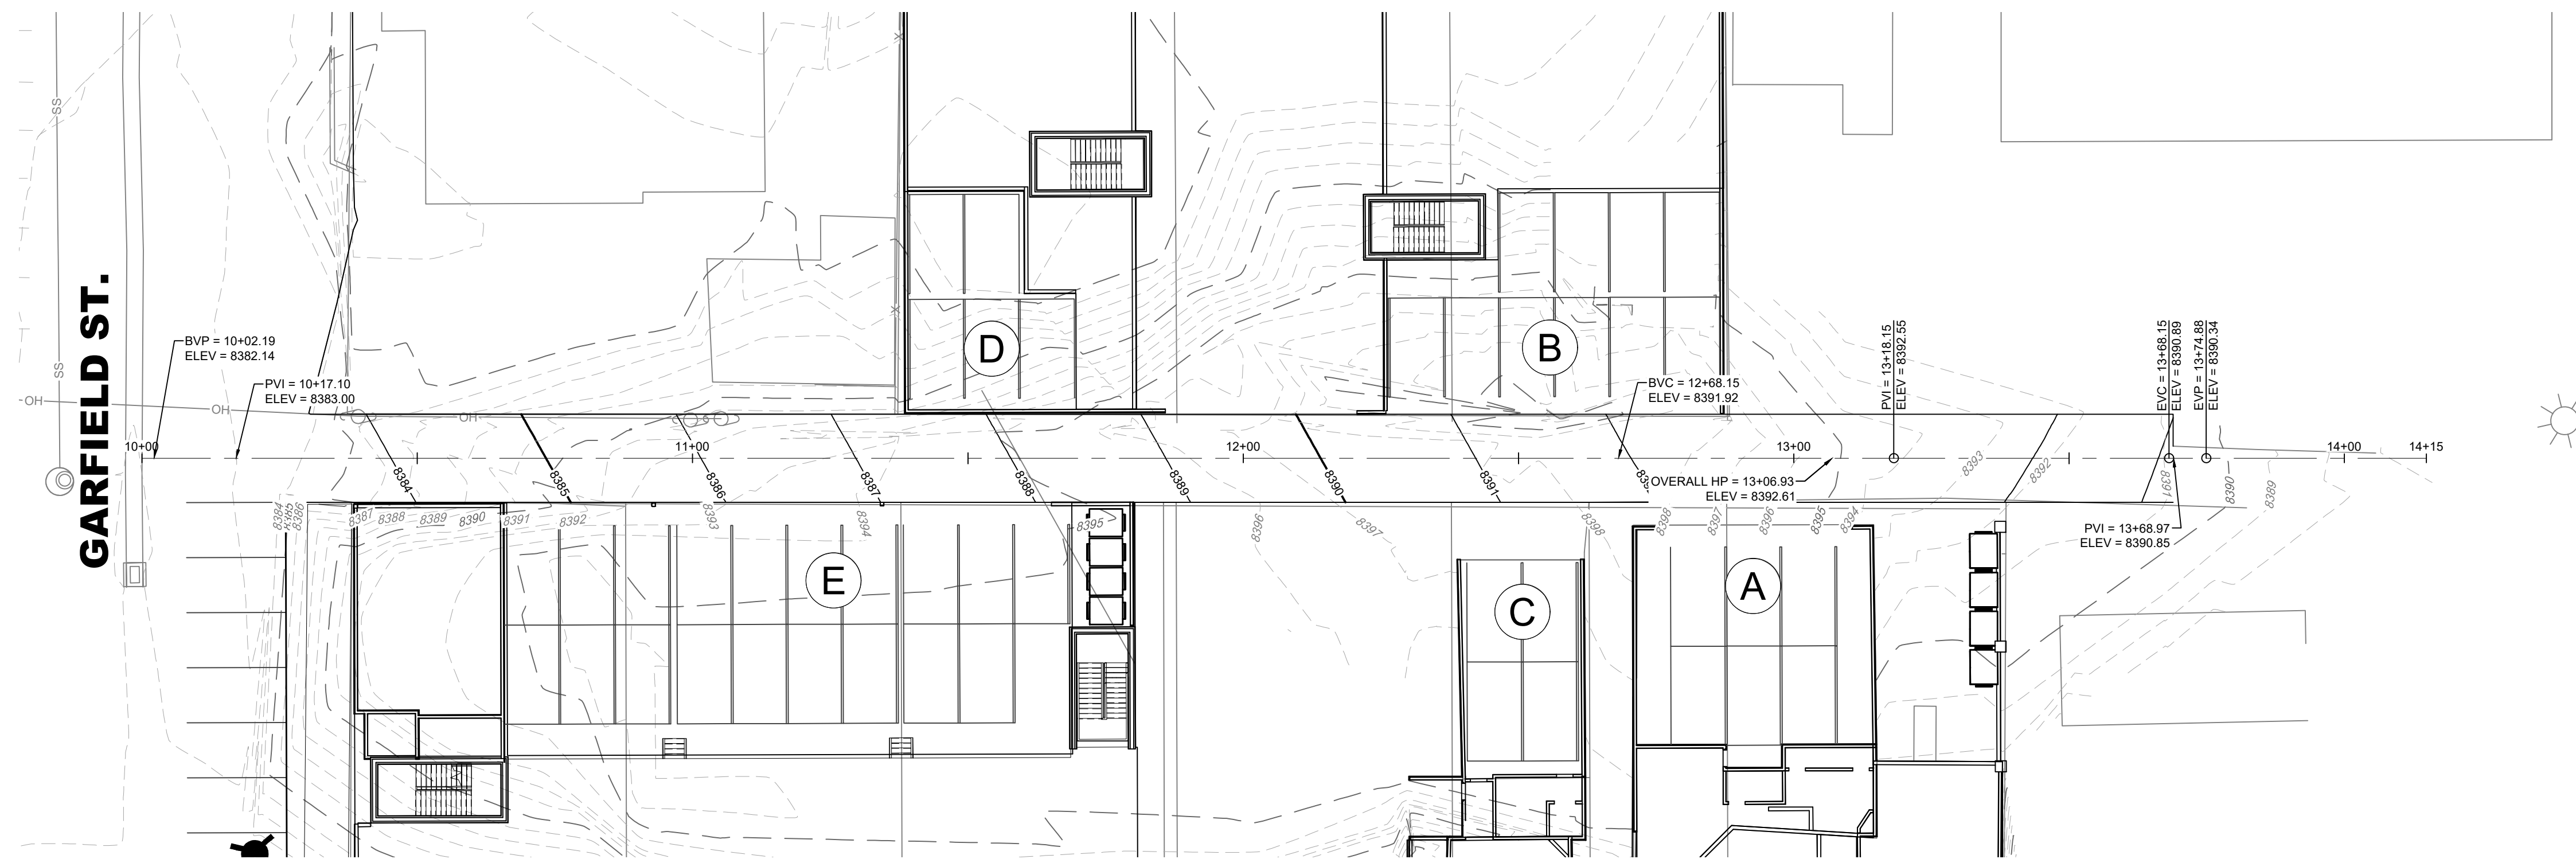 SS
SS
GARFIELD ST.
OH
OH
OH
BVP = 10+02.19
ELEV = 8382.14
PVI = 10+17.10
ELEV = 8383.00
D
B
BVC = 12+68.15
ELEV = 8391.92
PVI = 13+18.15
ELEV = 8392.55
EVC = 13+68.15
ELEV = 8390.89
EVP = 13+74.88
ELEV = 8390.34
10+00
11+00
12+00
13+00
14+00
14+15
8384
8385
8386
8387
8388
8389
8390
8391
OVERALL HP = 13+06.93
ELEV = 8392.61
8393
8392
8391
8390
8389
PVI = 13+68.97
ELEV = 8390.85
8384
8385
8386
8387
8388
8389
8390
8391
8392
8393
8394
8395
8396
8397
8398
8398
8397
8396
8395
8394
E
C
A